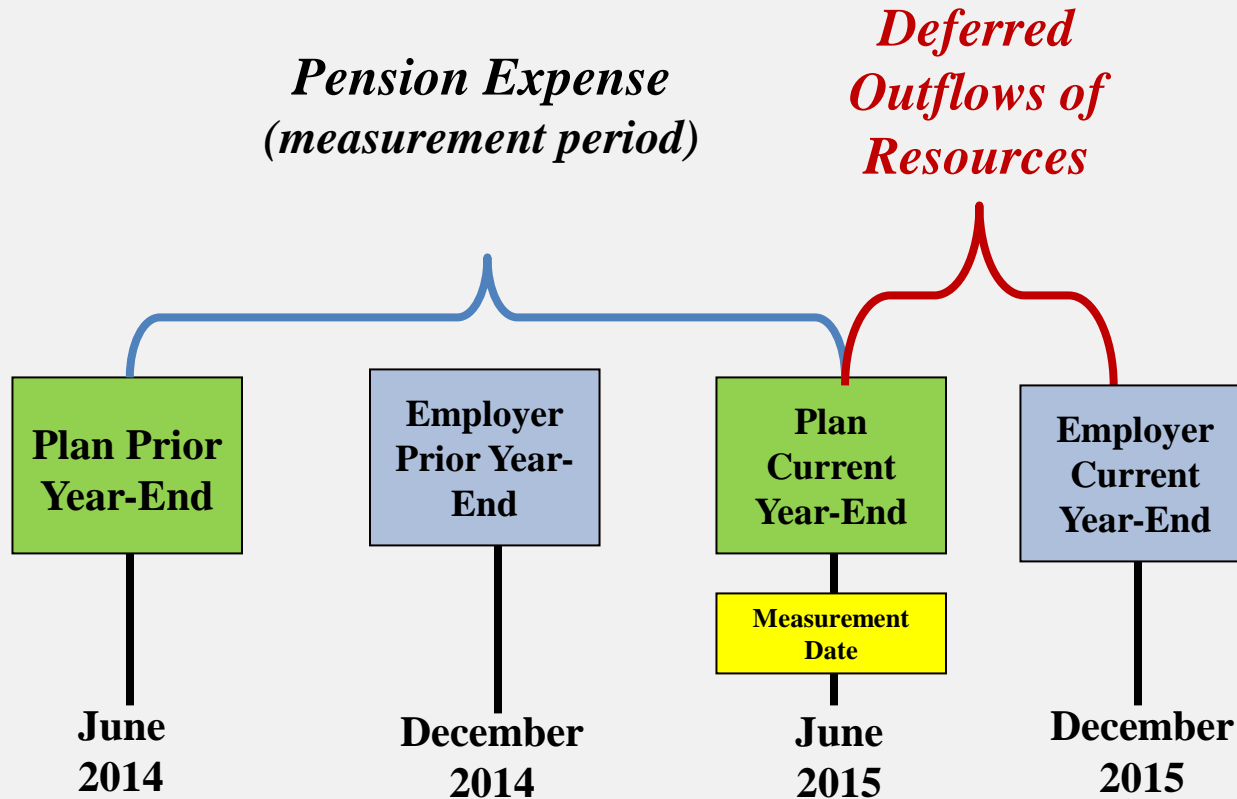 Pension Expense
(measurement period)
Deferred
Outflows of
Resources
Plan Prior
Year-End
Employer
Prior Year-
End
Plan
Current
Year-End
Employer
Current
Year-End
Measurement
Date
June
2014
December
2014
June
2015
December
2015